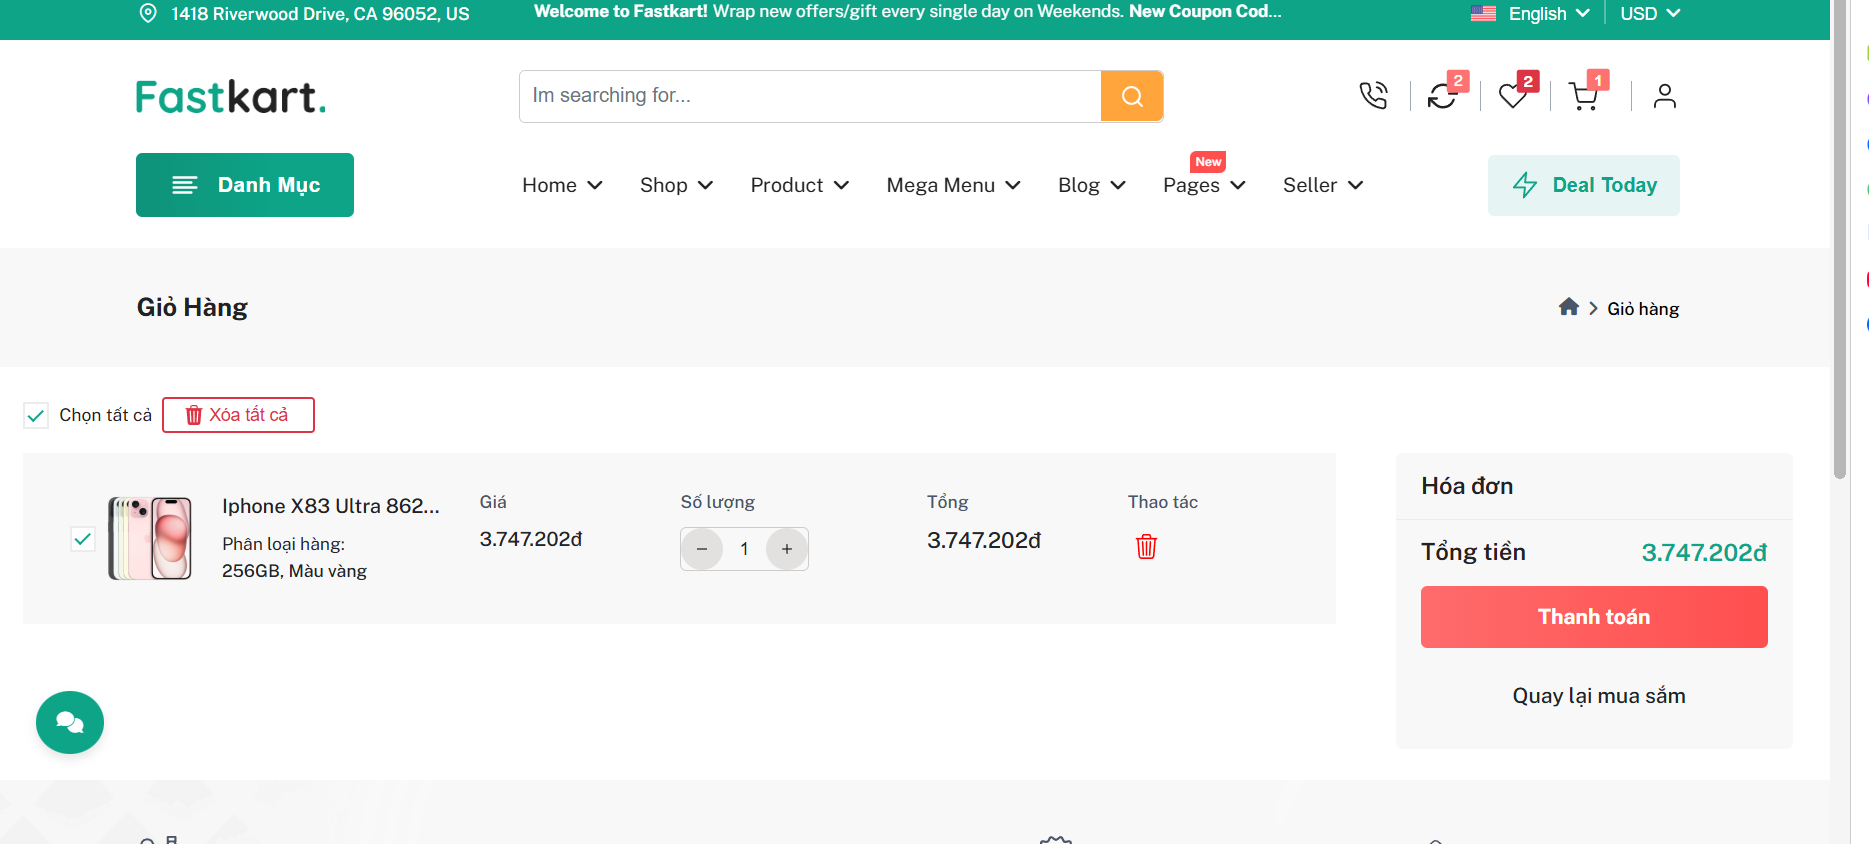 1418 Riverwood Drive, CA 96052, US
Welcome to Fastkart! Wrap new offers/gift every single day on Weekends. New Coupon Cod...
English
USD
Fastkart.
Im searching for...
2
2
1
Danh Mục
Home
Shop
Product
Mega Menu
Blog
New
Pages
Seller
Deal Today
Giỏ Hàng
Giỏ hàng
Chọn tất cả
Xóa tất cả
Iphone X83 Ultra 862...
Phân loại hàng:
256GB, Màu vàng
Giá
3.747.202đ
Số lượng
− 1 +
Tổng
3.747.202đ
Thao tác
Hóa đơn
Tổng tiền 3.747.202đ
Thanh toán
Quay lại mua sắm